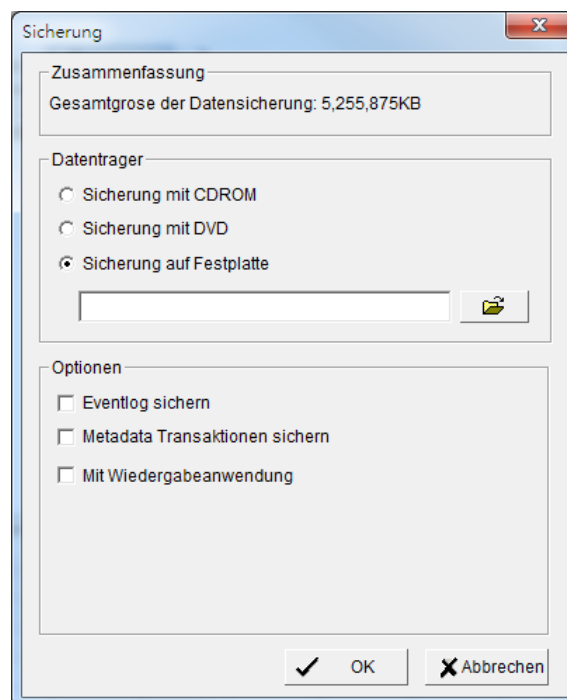 Sicherung
Zusammenfassung
Gesamtgrose der Datensicherung: 5,255,875KB
Datentrager
Sicherung mit CDROM
Sicherung mit DVD
Sicherung auf Festplatte
Optionen
Eventlog sichern
Metadata Transaktionen sichern
Mit Wiedergabeanwendung
OK
Abbrechen